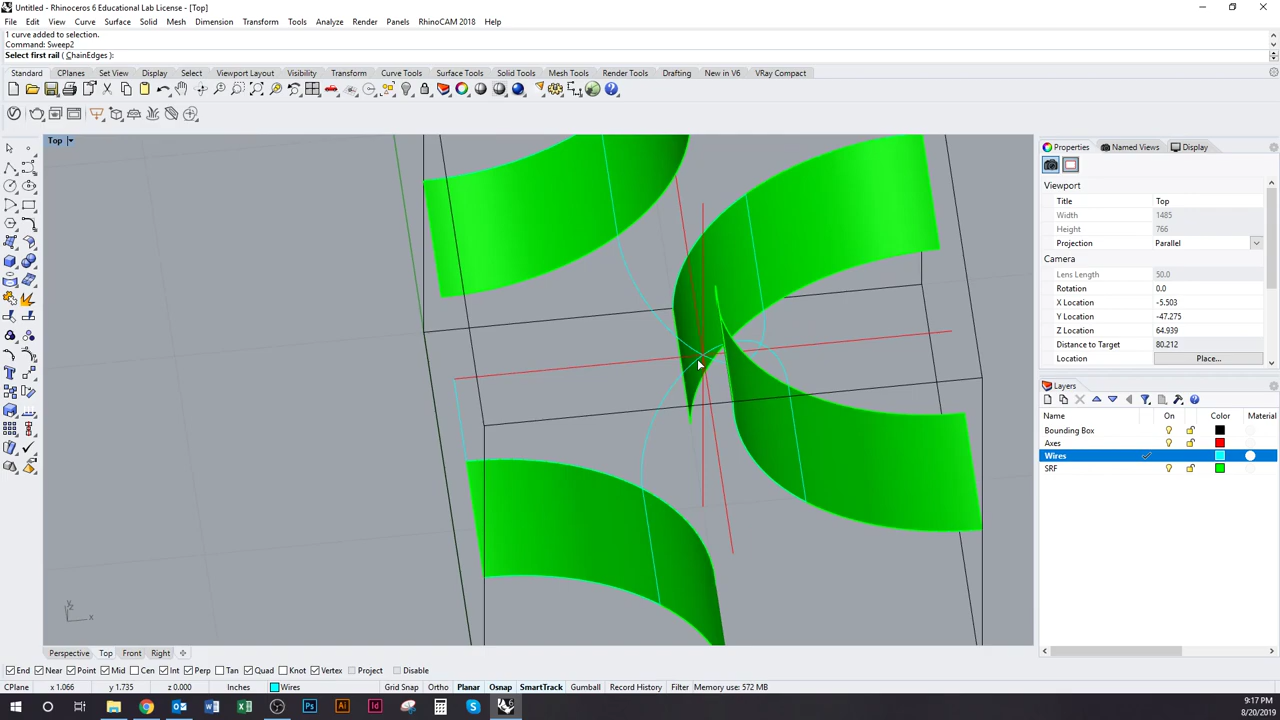 Untitled - Rhinoceros 6 Educational Lab License - [Top]
File Edit View Curve Surface Solid Mesh Dimension Transform Tools Analyze Render Panels RhinoCAM 2018 Help
1 curve added to selection.
Command: Sweep2
Select first rail ( ChainEdges ):
Standard CPlanes Set View Display Select Viewport Layout Visibility Transform Curve Tools Surface Tools Solid Tools Mesh Tools Render Tools Drafting New in V6 VRay Compact
Top
Properties Named Views Display
Viewport
Title Top
Width 1485
Height 766
Projection Parallel
Camera
Lens Length 50.0
Rotation 0.0
X Location -5.503
Y Location -47.275
Z Location 64.939
Distance to Target 80.212
Location Place...
Layers
Name On Color Material
Bounding Box
Axes
Wires
SRF
y
x
Perspective Top Front Right
End Near Point Mid Cen Int Perp Tan Quad Knot Vertex Project Disable
CPlane x 1.066 y 1.735 z 0.000 Inches Wires Grid Snap Ortho Planar Osnap SmartTrack Gumball Record History Filter Memory use: 572 MB
Ps Ai Id
9:17 PM
8/20/2019